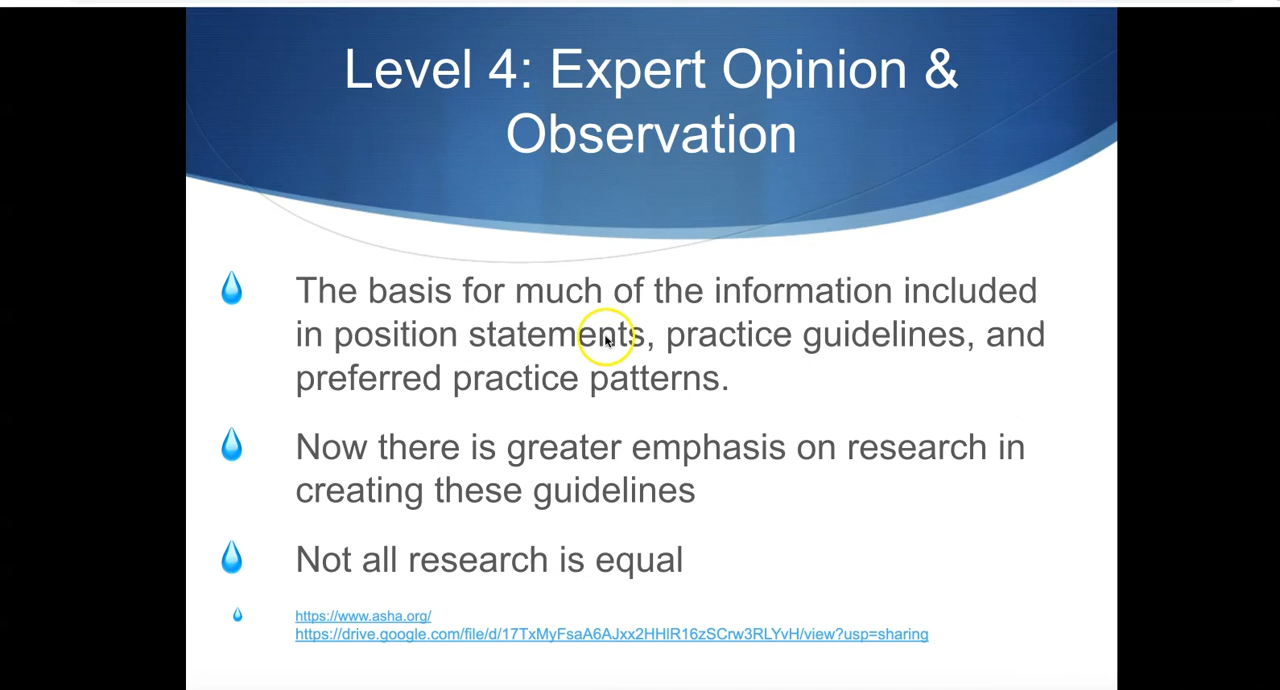 Level 4: Expert Opinion &
Observation
The basis for much of the information included
in position statements, practice guidelines, and
preferred practice patterns.
Now there is greater emphasis on research in
creating these guidelines
Not all research is equal
https://www.asha.org/
https://drive.google.com/file/d/17TxMyFsaA6AJxx2HHlR16zSCrw3RLYvH/view?usp=sharing